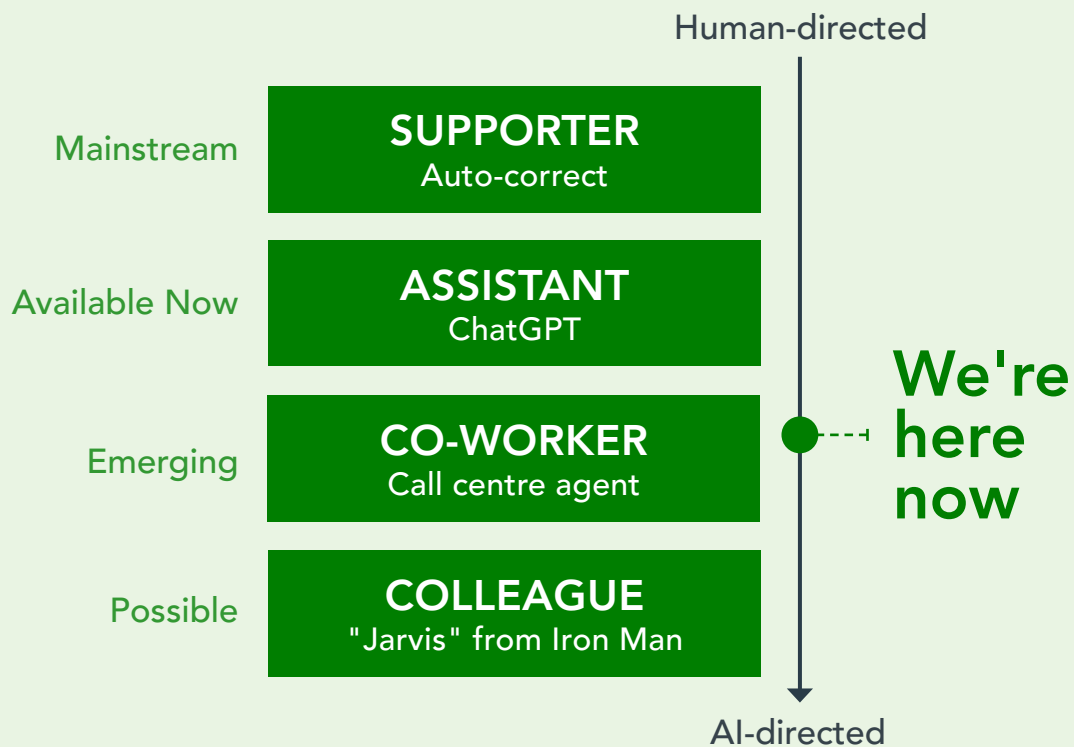 Human-directed
Mainstream
SUPPORTER
Auto-correct
Available Now
ASSISTANT
ChatGPT
We're
here
now
Emerging
CO-WORKER
Call centre agent
Possible
COLLEAGUE
"Jarvis" from Iron Man
AI-directed